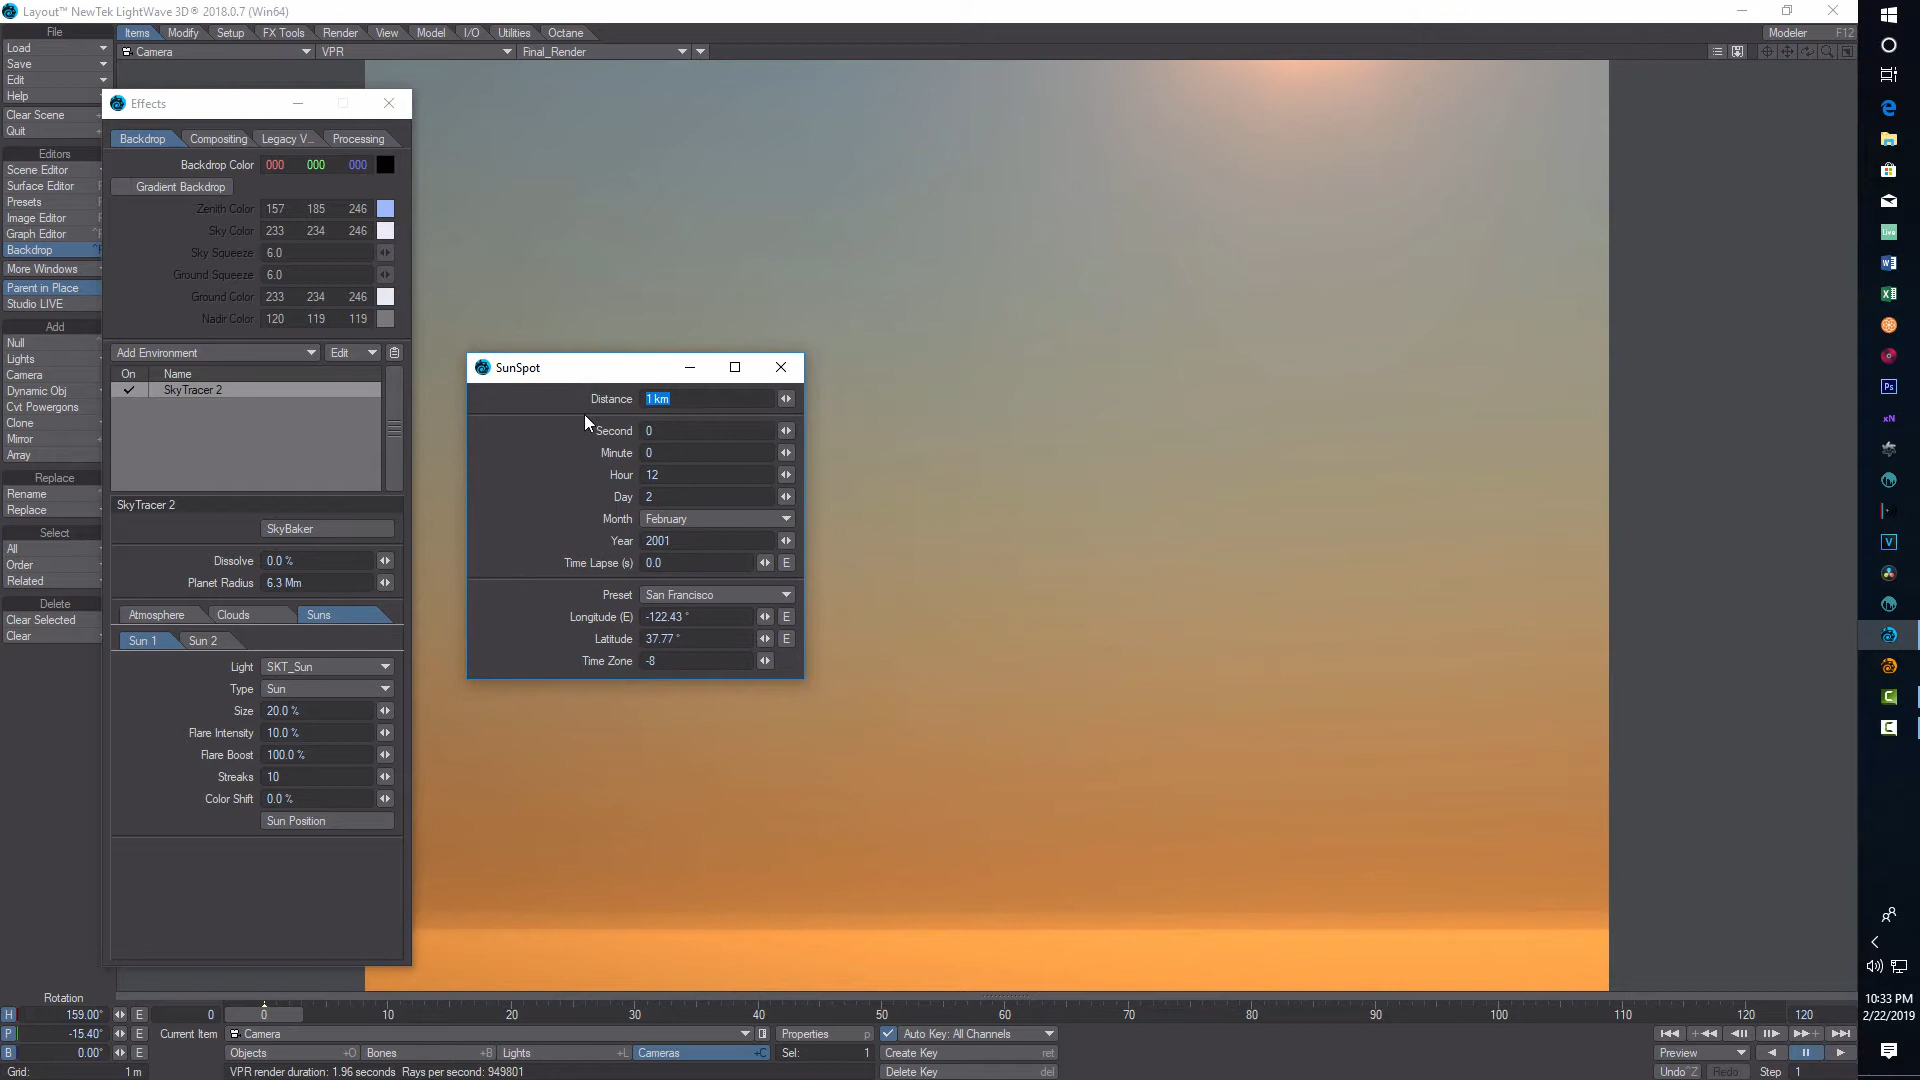 Layout™ NewTek LightWave 3D® 2018.0.7 (Win64)
File
Items Modify Setup FX Tools Render View Model I/O Utilities Octane
Modeler F12
Load
Camera VPR Final_Render
Save
Edit
Help
Clear Scene
Quit
Editors
Scene Editor
Surface Editor
Presets
Image Editor
Graph Editor
Backdrop
More Windows
Parent in Place
Studio LIVE
Add
Null
Lights
Camera
Dynamic Obj
Cvt Powergons
Clone
Mirror
Array
Replace
Rename
Replace
Select
All
Order
Related
Delete
Clear Selected
Clear
Effects
Backdrop Compositing Legacy V... Processing
Backdrop Color 000 000 000
Gradient Backdrop
Zenith Color 157 185 246
Sky Color 233 234 246
Sky Squeeze 6.0
Ground Squeeze 6.0
Ground Color 233 234 246
Nadir Color 120 119 119
Add Environment Edit
On Name
SkyTracer 2
SkyTracer 2
SkyBaker
Dissolve 0.0 %
Planet Radius 6.3 Mm
Atmosphere Clouds Suns
Sun 1 Sun 2
Light SKT_Sun
Type Sun
Size 20.0 %
Flare Intensity 10.0 %
Flare Boost 100.0 %
Streaks 10
Color Shift 0.0 %
Sun Position
SunSpot
Distance 1 km
Second 0
Minute 0
Hour 12
Day 2
Month February
Year 2001
Time Lapse (s) 0.0 E
Preset San Francisco
Longitude (E) -122.43 ° E
Latitude 37.77 ° E
Time Zone -8
Live
Ps
xN
V
10:33 PM
2/22/2019
Rotation
H 159.00° E 0 0 10 20 30 40 50 60 70 80 90 100 110 120 120
P -15.40° E Current Item Camera Properties p Auto Key: All Channels
B 0.00° E Objects +O Bones +B Lights +L Cameras +C Sel: 1 Create Key ret Preview
Grid: 1 m VPR render duration: 1.96 seconds Rays per second: 949801 Delete Key del Undo ^Z Redo Step 1